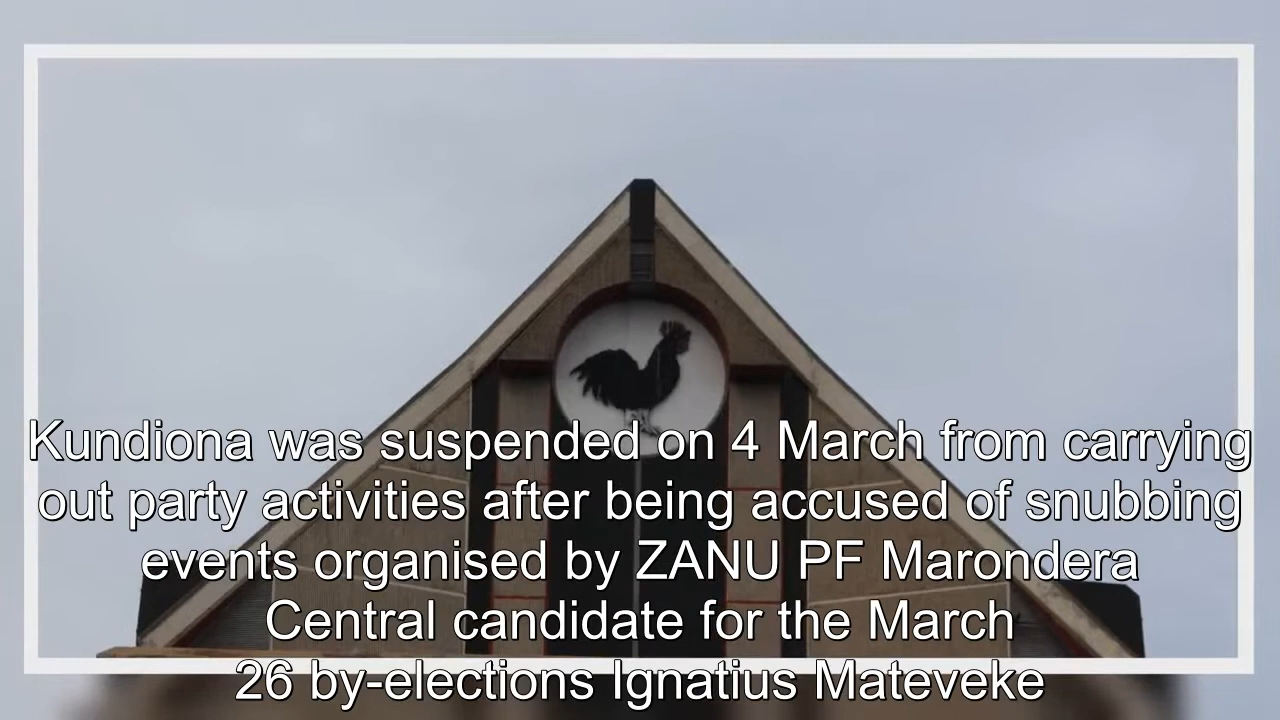 Kundiona was suspended on 4 March from carrying
out party activities after being accused of snubbing
events organised by ZANU PF Marondera
Central candidate for the March
26 by-elections Ignatius Mateveke